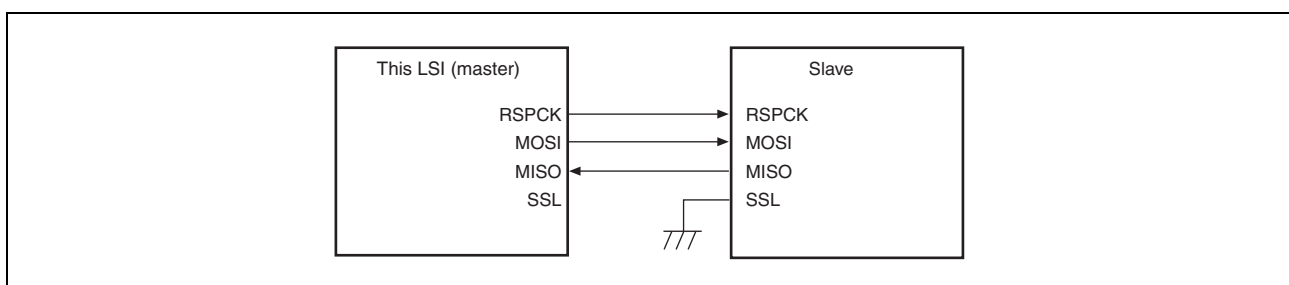 This LSI (master)
RSPCK
MOSI
MISO
SSL
Slave
RSPCK
MOSI
MISO
SSL